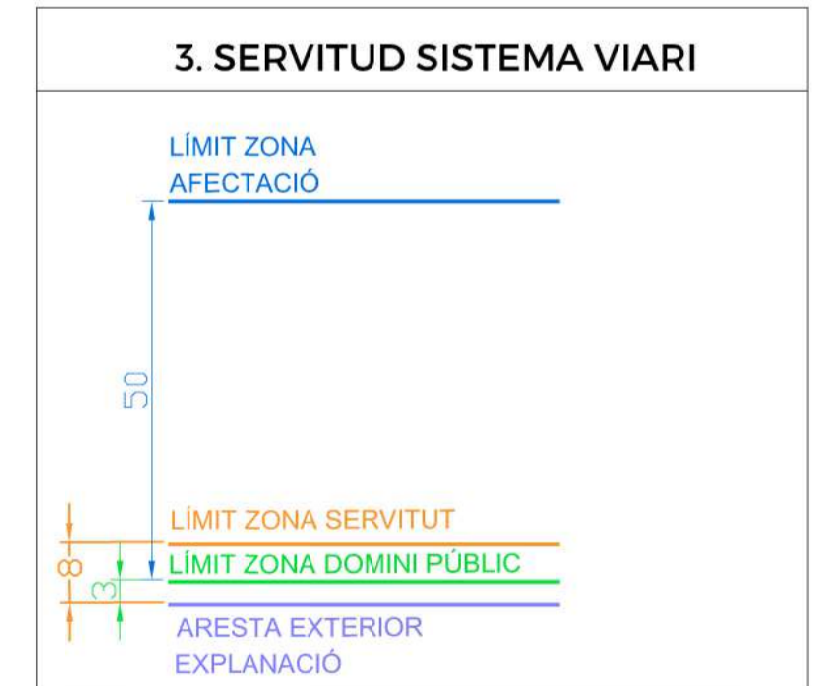 3. SERVITUD SISTEMA VIARI
LÍMIT ZONA
AFECTACIÓ
50
LÍMIT ZONA SERVITUT
8
LÍMIT ZONA DOMINI PÚBLIC
3
ARESTA EXTERIOR
EXPLANACIÓ